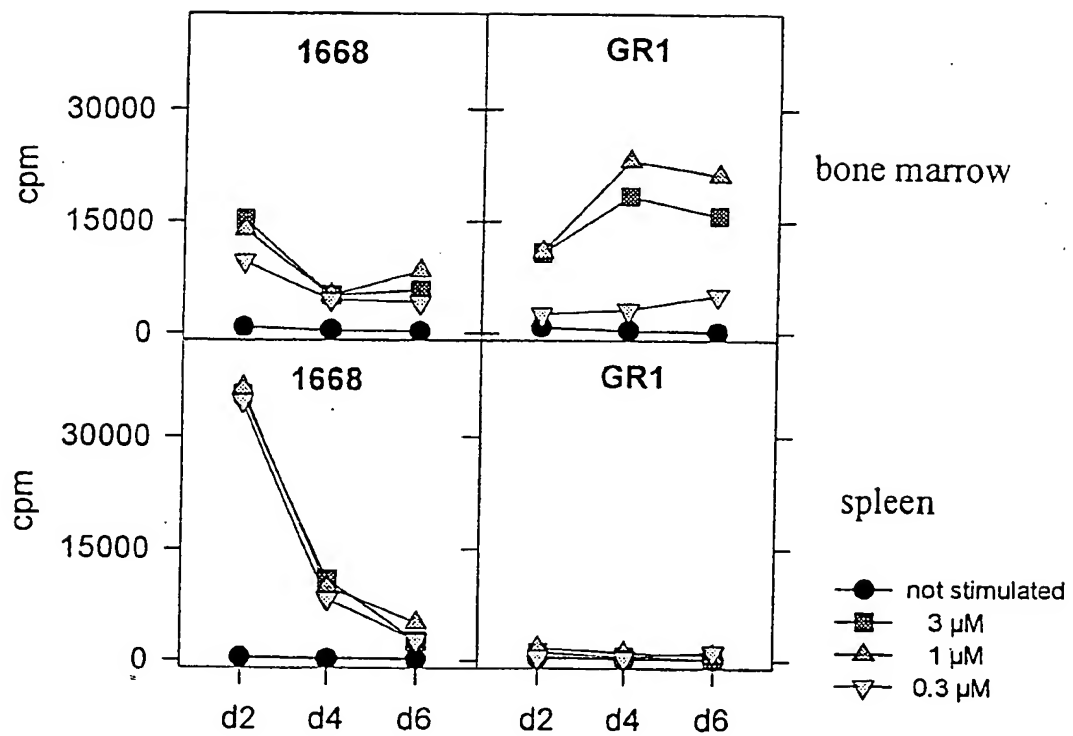 1668
GR1
30000
15000
0
cpm
bone marrow
1668
GR1
30000
15000
0
cpm
spleen
d2 d4 d6
d2 d4 d6
not stimulated
3 µM
1 µM
0.3 µM